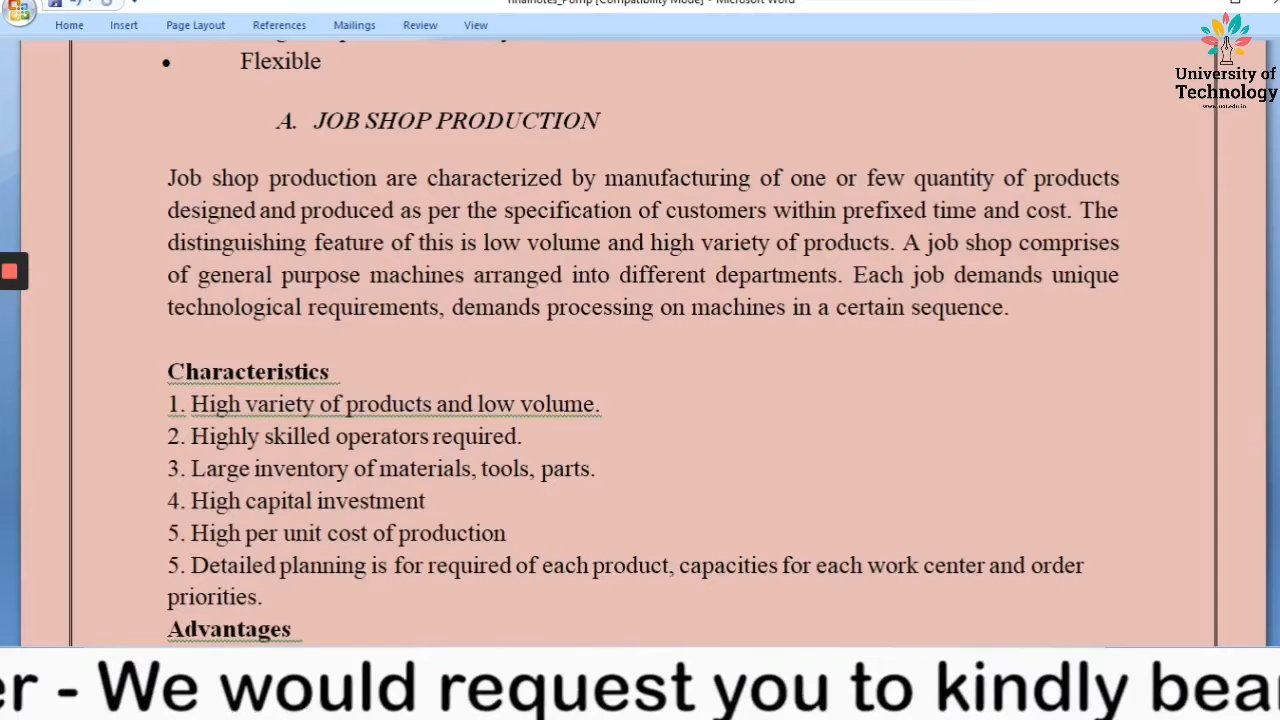 Home Insert Page Layout References Mailings Review View
University of
Technology
• Flexible
A. JOB SHOP PRODUCTION
Job shop production are characterized by manufacturing of one or few quantity of products
designed and produced as per the specification of customers within prefixed time and cost. The
distinguishing feature of this is low volume and high variety of products. A job shop comprises
of general purpose machines arranged into different departments. Each job demands unique
technological requirements, demands processing on machines in a certain sequence.
Characteristics
1. High variety of products and low volume.
2. Highly skilled operators required.
3. Large inventory of materials, tools, parts.
4. High capital investment
5. High per unit cost of production
5. Detailed planning is for required of each product, capacities for each work center and order
priorities.
Advantages
er - We would request you to kindly bear